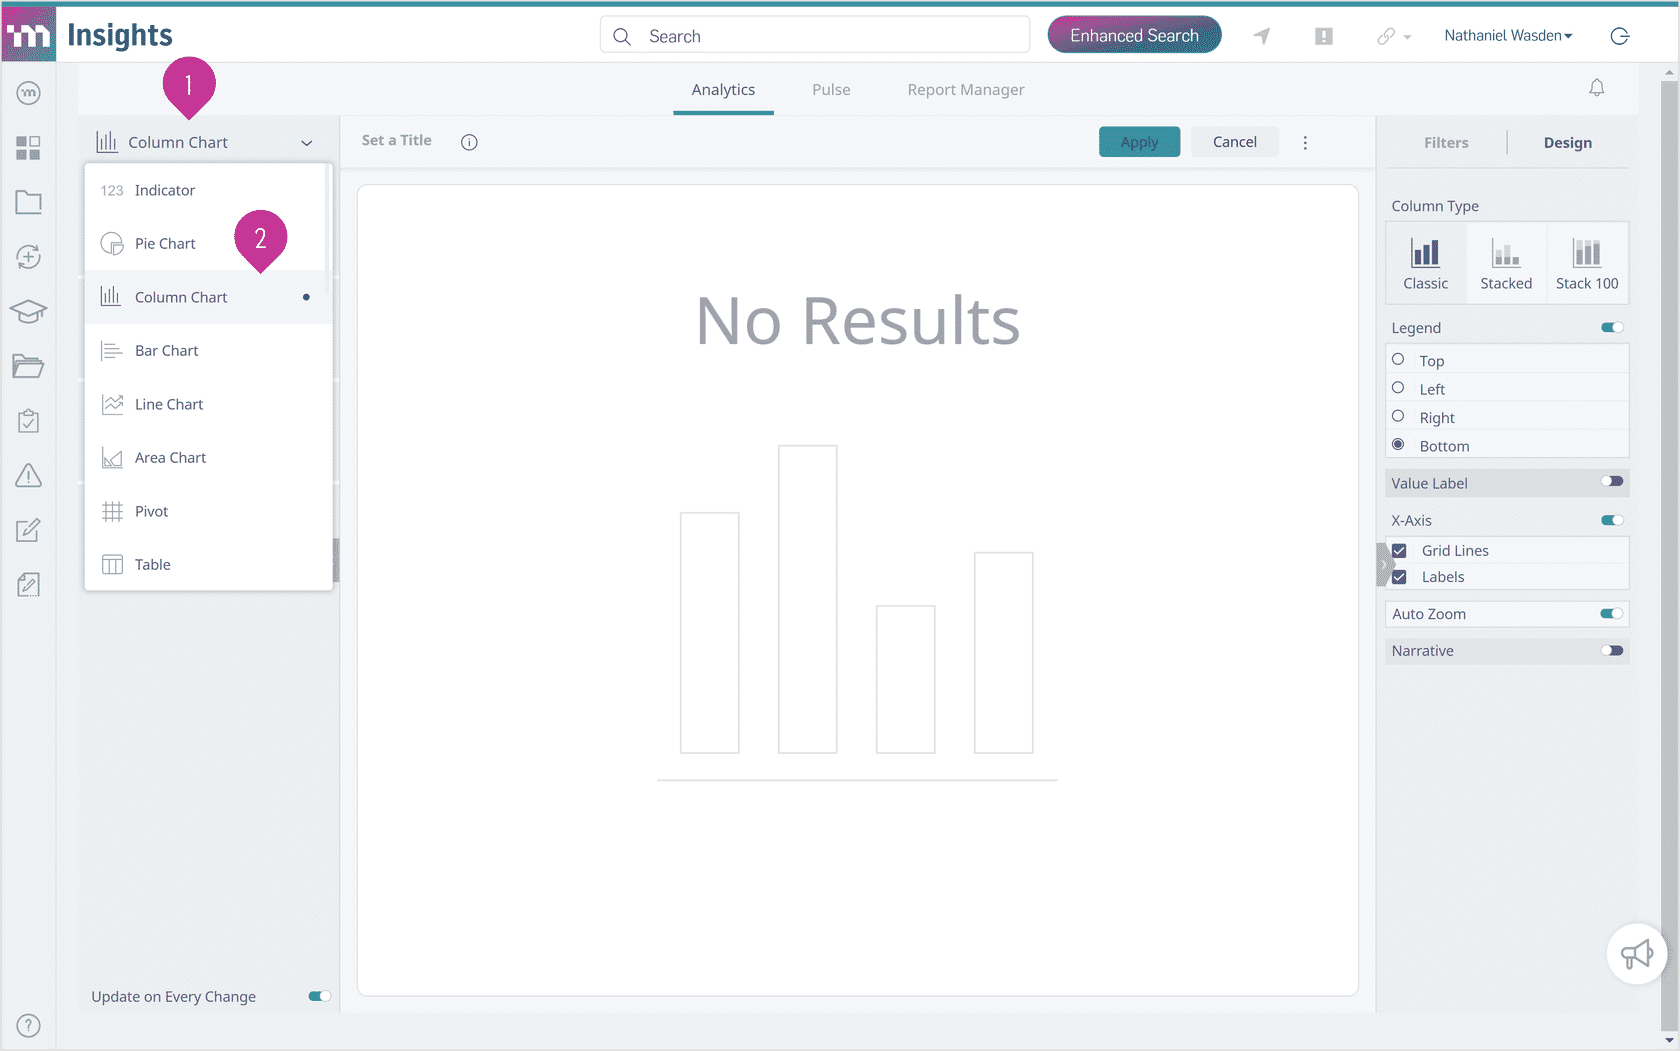 m Insights
Search
Enhanced Search
Nathaniel Wasden
1
Analytics
Pulse
Report Manager
Column Chart
123 Indicator
Pie Chart
2
Column Chart
Bar Chart
Line Chart
Area Chart
Pivot
Table
Update on Every Change
Set a Title
Apply
Cancel
No Results
Filters
Design
Column Type
Classic
Stacked
Stack 100
Legend
Top
Left
Right
Bottom
Value Label
X-Axis
Grid Lines
Labels
Auto Zoom
Narrative